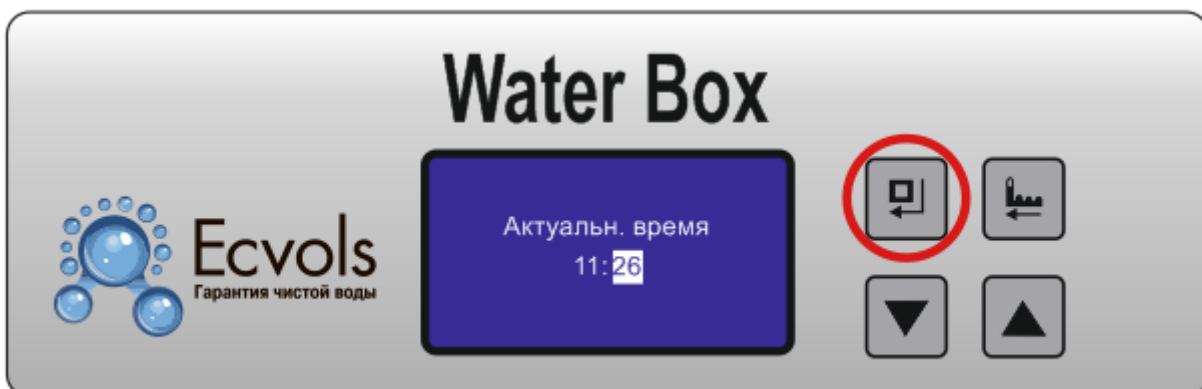 Water Box
Ecvols
Гарантия чистой воды
Актуальн. время
11:26